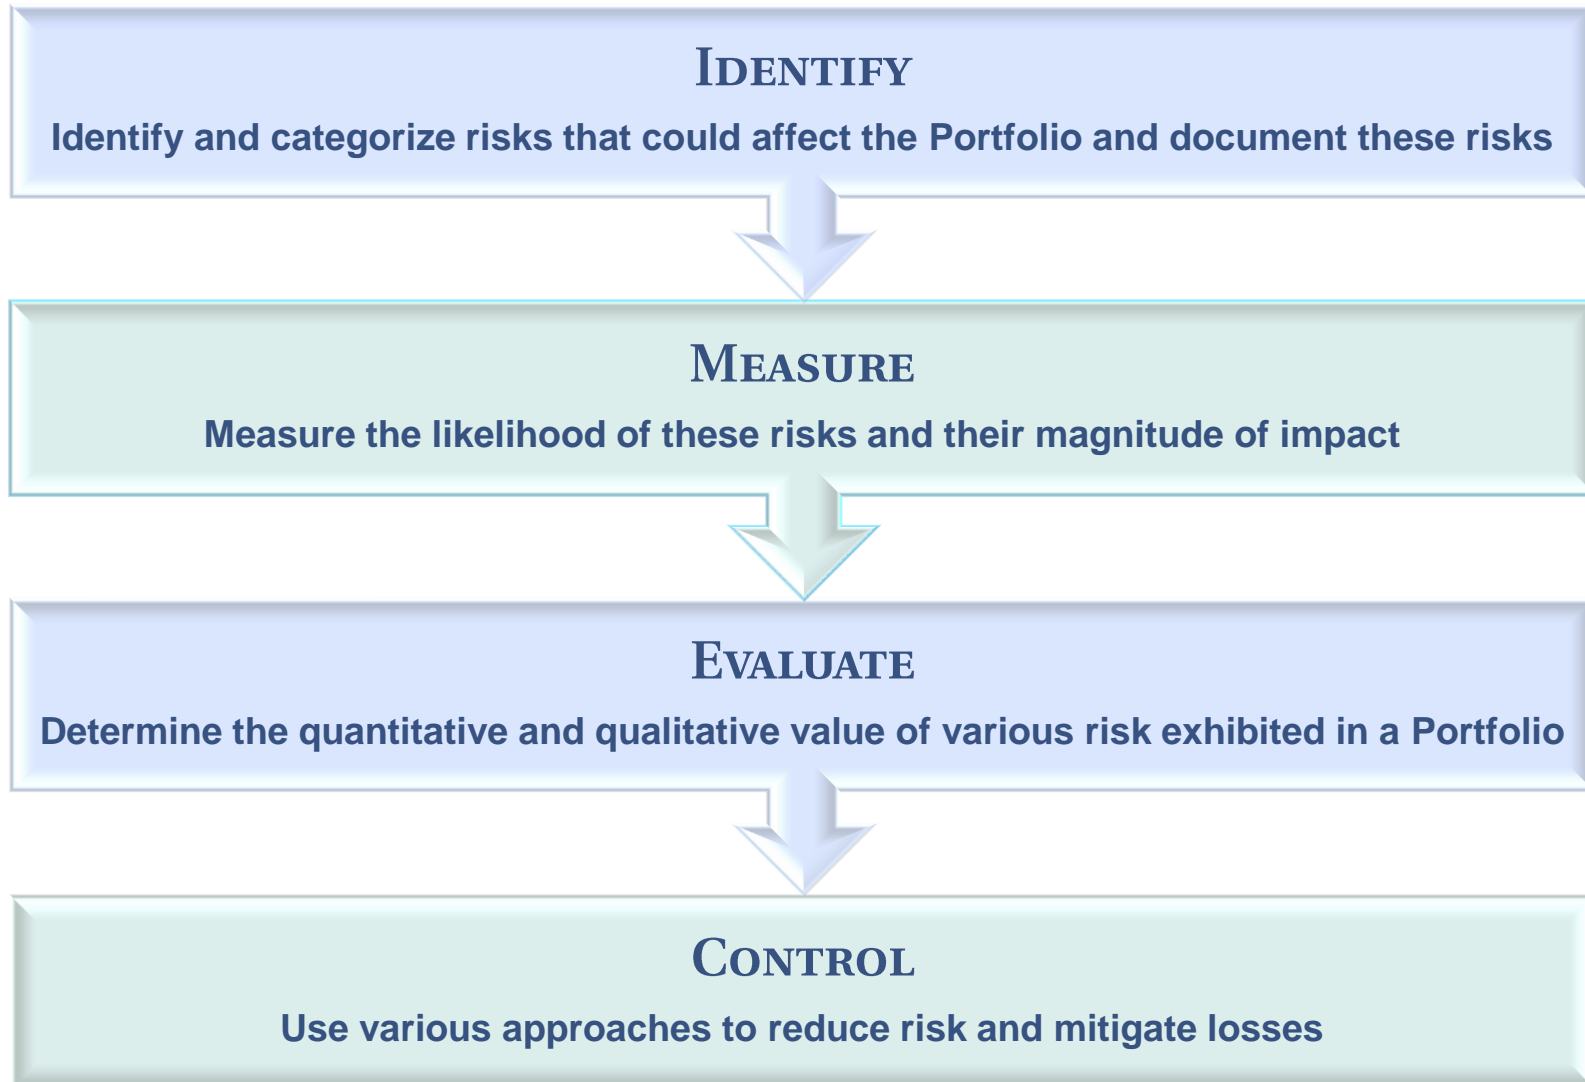 IDENTIFY
Identify and categorize risks that could affect the Portfolio and document these risks
MEASURE
Measure the likelihood of these risks and their magnitude of impact
EVALUATE
Determine the quantitative and qualitative value of various risk exhibited in a Portfolio
CONTROL
Use various approaches to reduce risk and mitigate losses